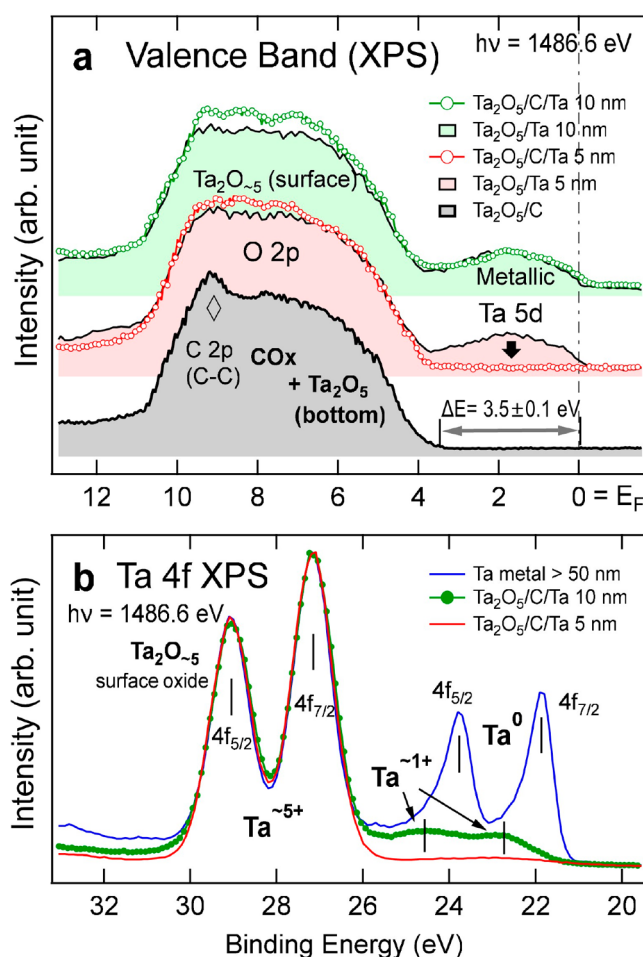 a Valence Band (XPS)
hν = 1486.6 eV
Ta₂O₅/C/Ta 10 nm
Ta₂O₅/Ta 10 nm
Ta₂O₅/C/Ta 5 nm
Ta₂O₅/Ta 5 nm
Ta₂O₅/C
Ta₂O~₅ (surface)
O 2p
Metallic
Ta 5d
C 2p
(C-C)
COx
+ Ta₂O₅
(bottom)
ΔE= 3.5±0.1 eV
Intensity (arb. unit)
12 10 8 6 4 2 0 = E_F
b Ta 4f XPS
hν = 1486.6 eV
Ta metal > 50 nm
Ta₂O₅/C/Ta 10 nm
Ta₂O₅/C/Ta 5 nm
Ta₂O~₅
surface oxide
4f₅/₂
4f₇/₂
4f₅/₂
4f₇/₂
Ta⁰
Ta~¹⁺
Ta~⁵⁺
Intensity (arb. unit)
32 30 28 26 24 22 20
Binding Energy (eV)